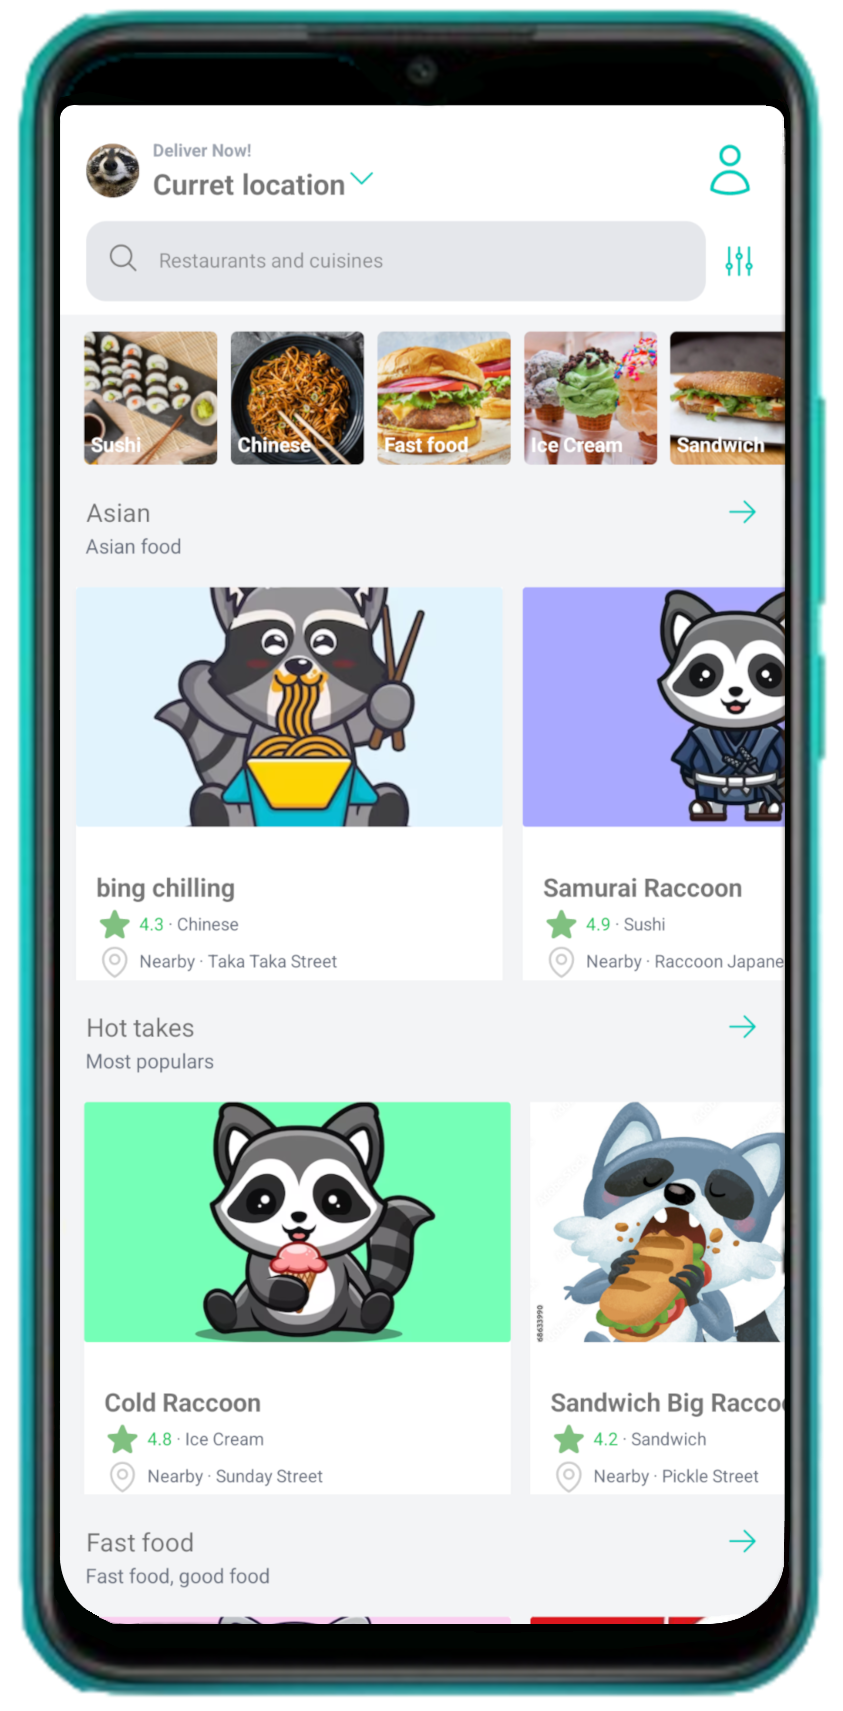 Deliver Now!
Curret location
Restaurants and cuisines
Sushi
Chinese
Fast food
Ice Cream
Sandwich
Asian
Asian food
bing chilling
4.3 · Chinese
Nearby · Taka Taka Street
Samurai Raccoon
4.9 · Sushi
Nearby · Raccoon Japane
Hot takes
Most populars
68633990
Cold Raccoon
4.8 · Ice Cream
Nearby · Sunday Street
Sandwich Big Raccoo
4.2 · Sandwich
Nearby · Pickle Street
Fast food
Fast food, good food